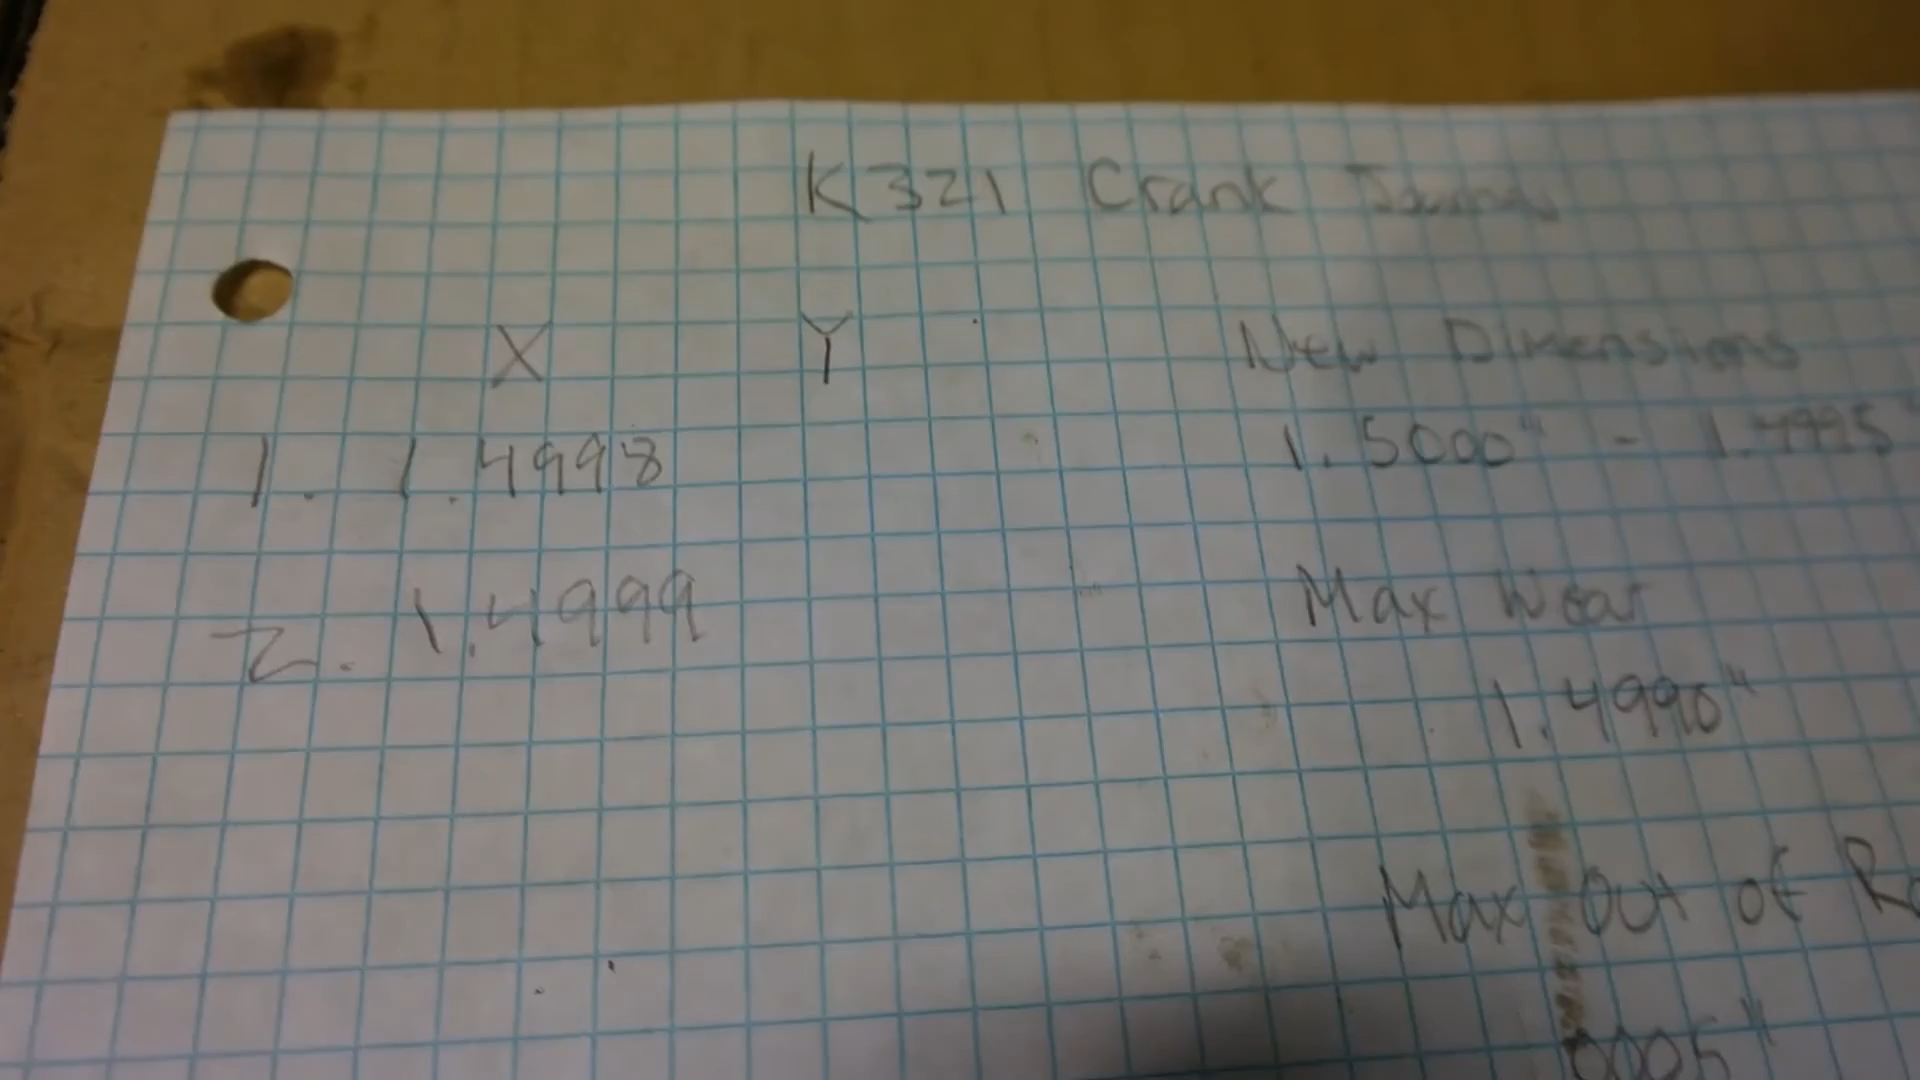 K321 Crank
X Y
New Dimensions
1. 1.4998
1.5000" - 1.4995"
2. 1.4999
Max Wear
1.4990"
Max Out of
0005"